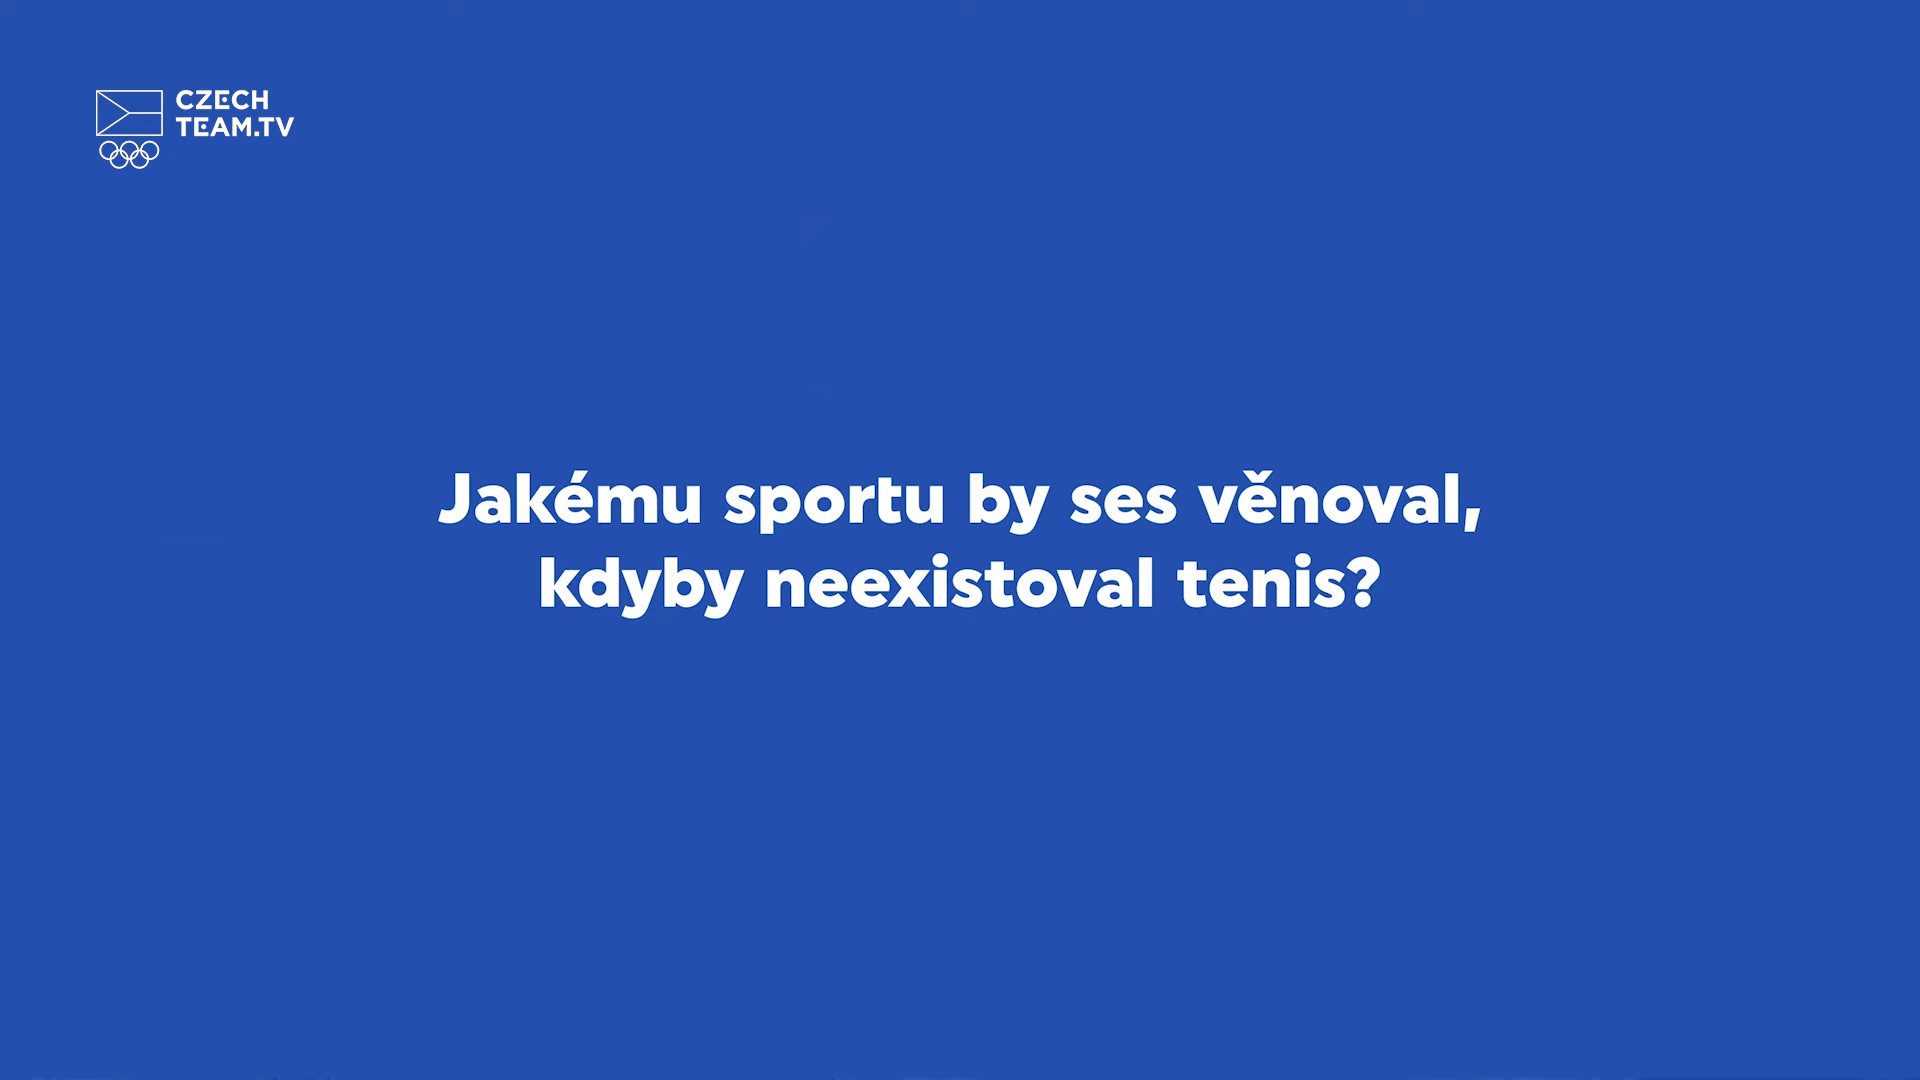 CZECH
TEAM.TV
Jakému sportu by ses věnoval,
kdyby neexistoval tenis?